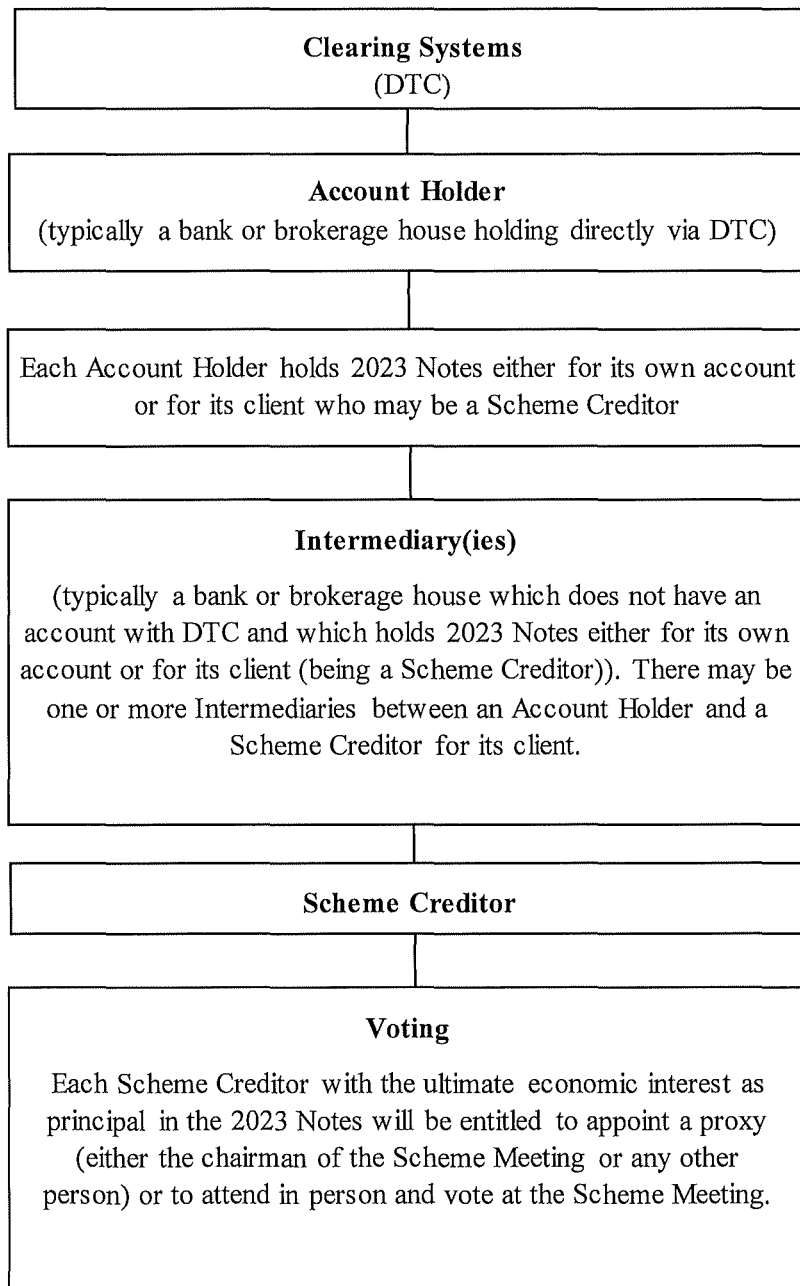 Clearing Systems
(DTC)
Account Holder
(typically a bank or brokerage house holding directly via DTC)
Each Account Holder holds 2023 Notes either for its own account
or for its client who may be a Scheme Creditor
Intermediary(ies)
(typically a bank or brokerage house which does not have an
account with DTC and which holds 2023 Notes either for its own
account or for its client (being a Scheme Creditor)). There may be
one or more Intermediaries between an Account Holder and a
Scheme Creditor for its client.
Scheme Creditor
Voting
Each Scheme Creditor with the ultimate economic interest as
principal in the 2023 Notes will be entitled to appoint a proxy
(either the chairman of the Scheme Meeting or any other
person) or to attend in person and vote at the Scheme Meeting.